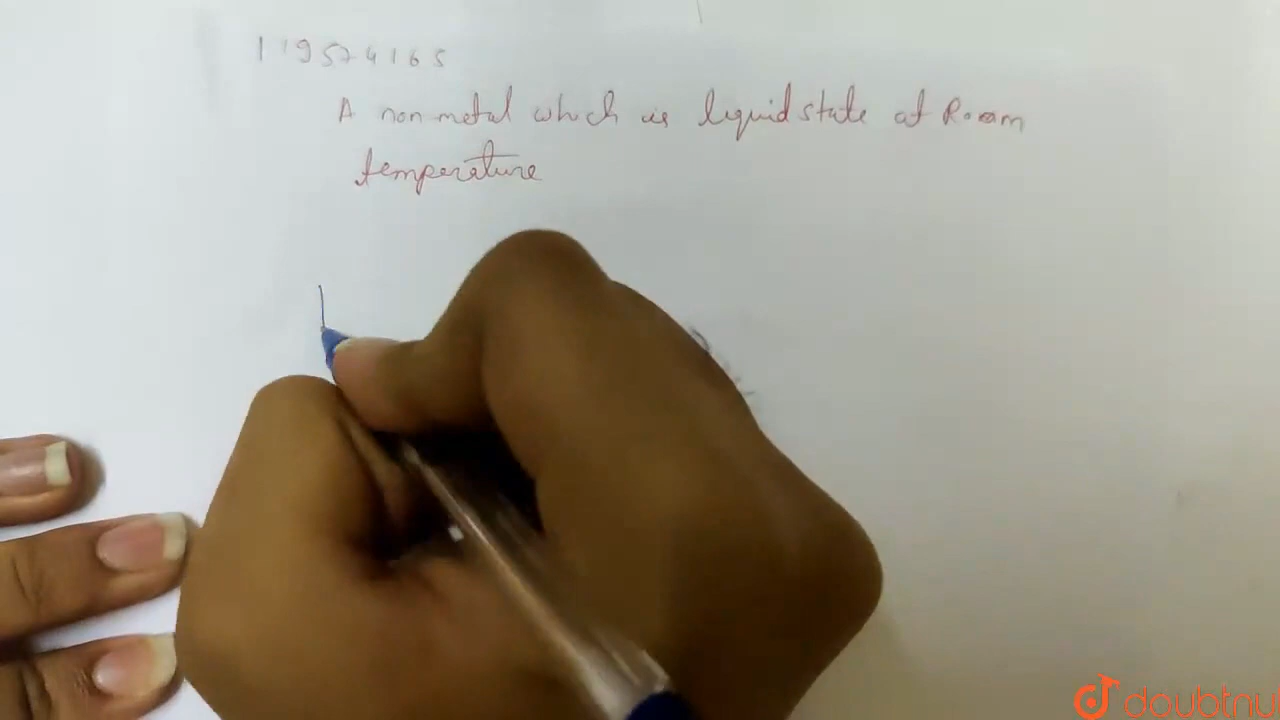 119574165
A non metal which is liquid state at Room
temperature
doubtnut